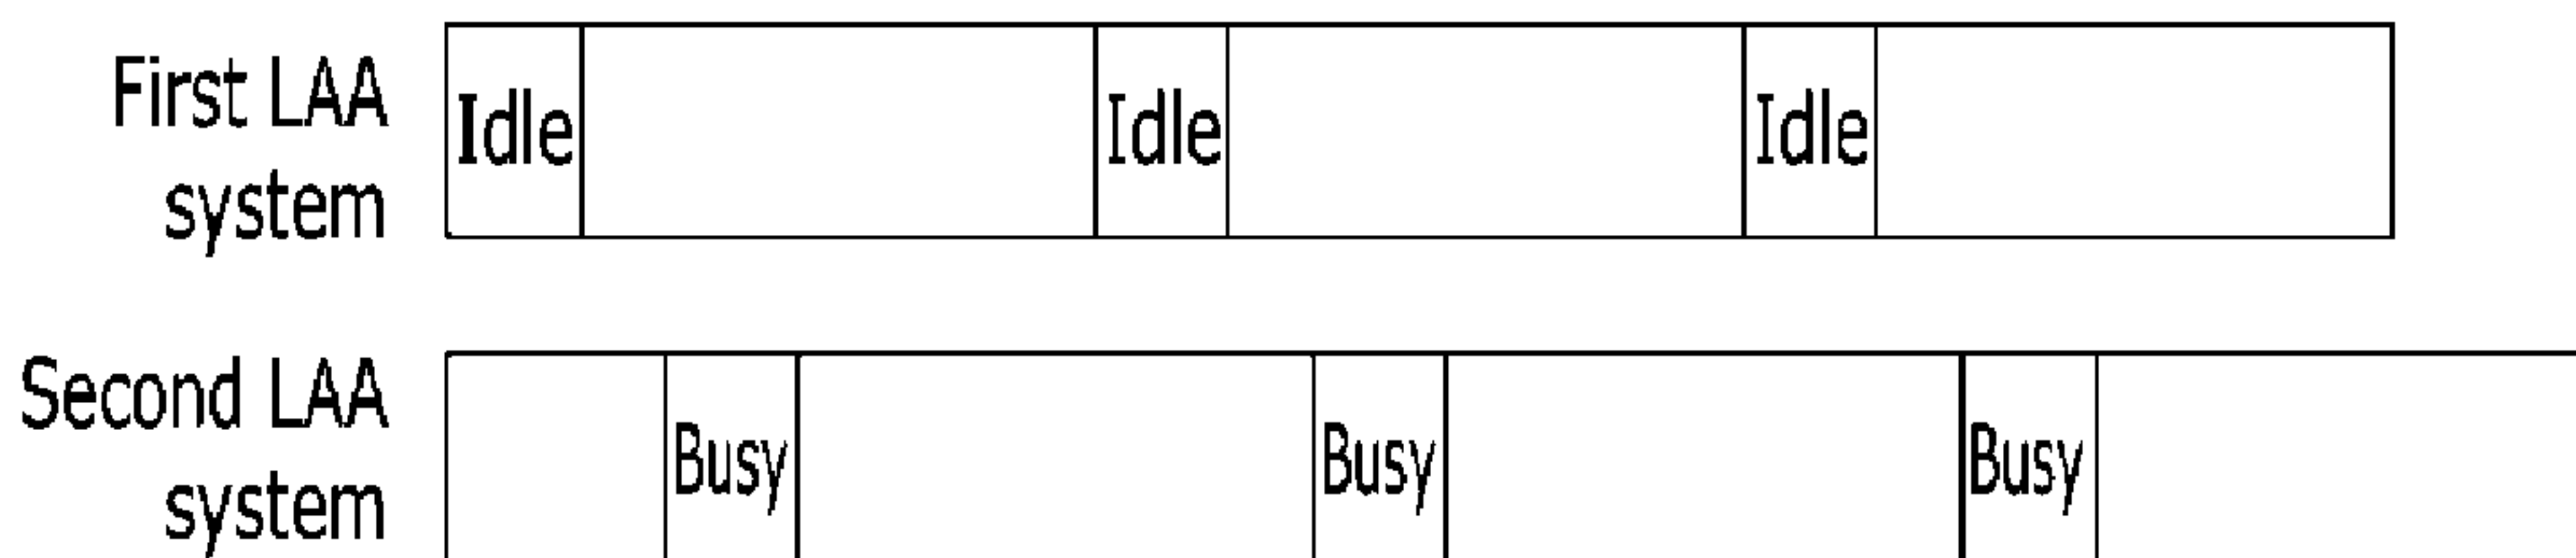 First LAA
system
Idle
Idle
Idle
Second LAA
system
Busy
Busy
Busy